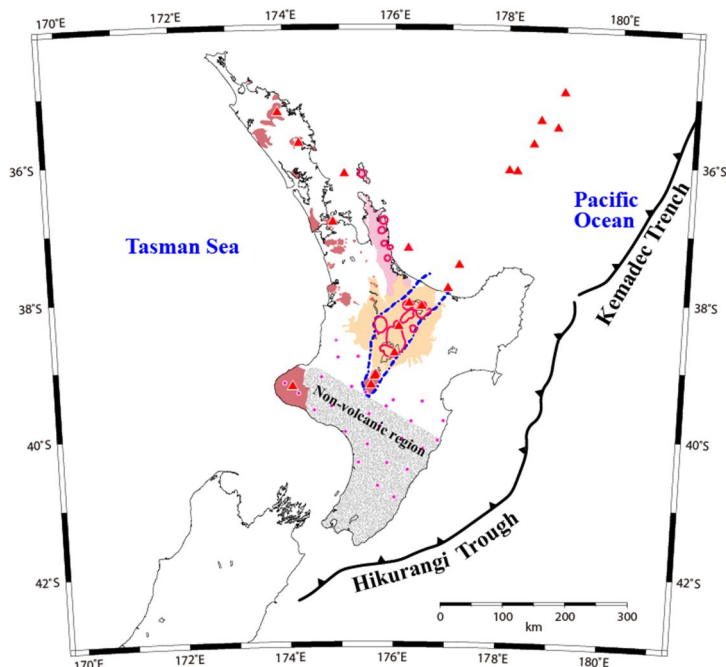 170°E
172°E
174°E
176°E
178°E
180°E
36°S
36°S
Pacific
Ocean
Tasman Sea
Kemadec Trench
38°S
38°S
Non-volcanic region
40°S
40°S
Hikurangi Trough
42°S
42°S
0 100 200 300
km
170°E
172°E
174°E
176°E
178°E
180°E